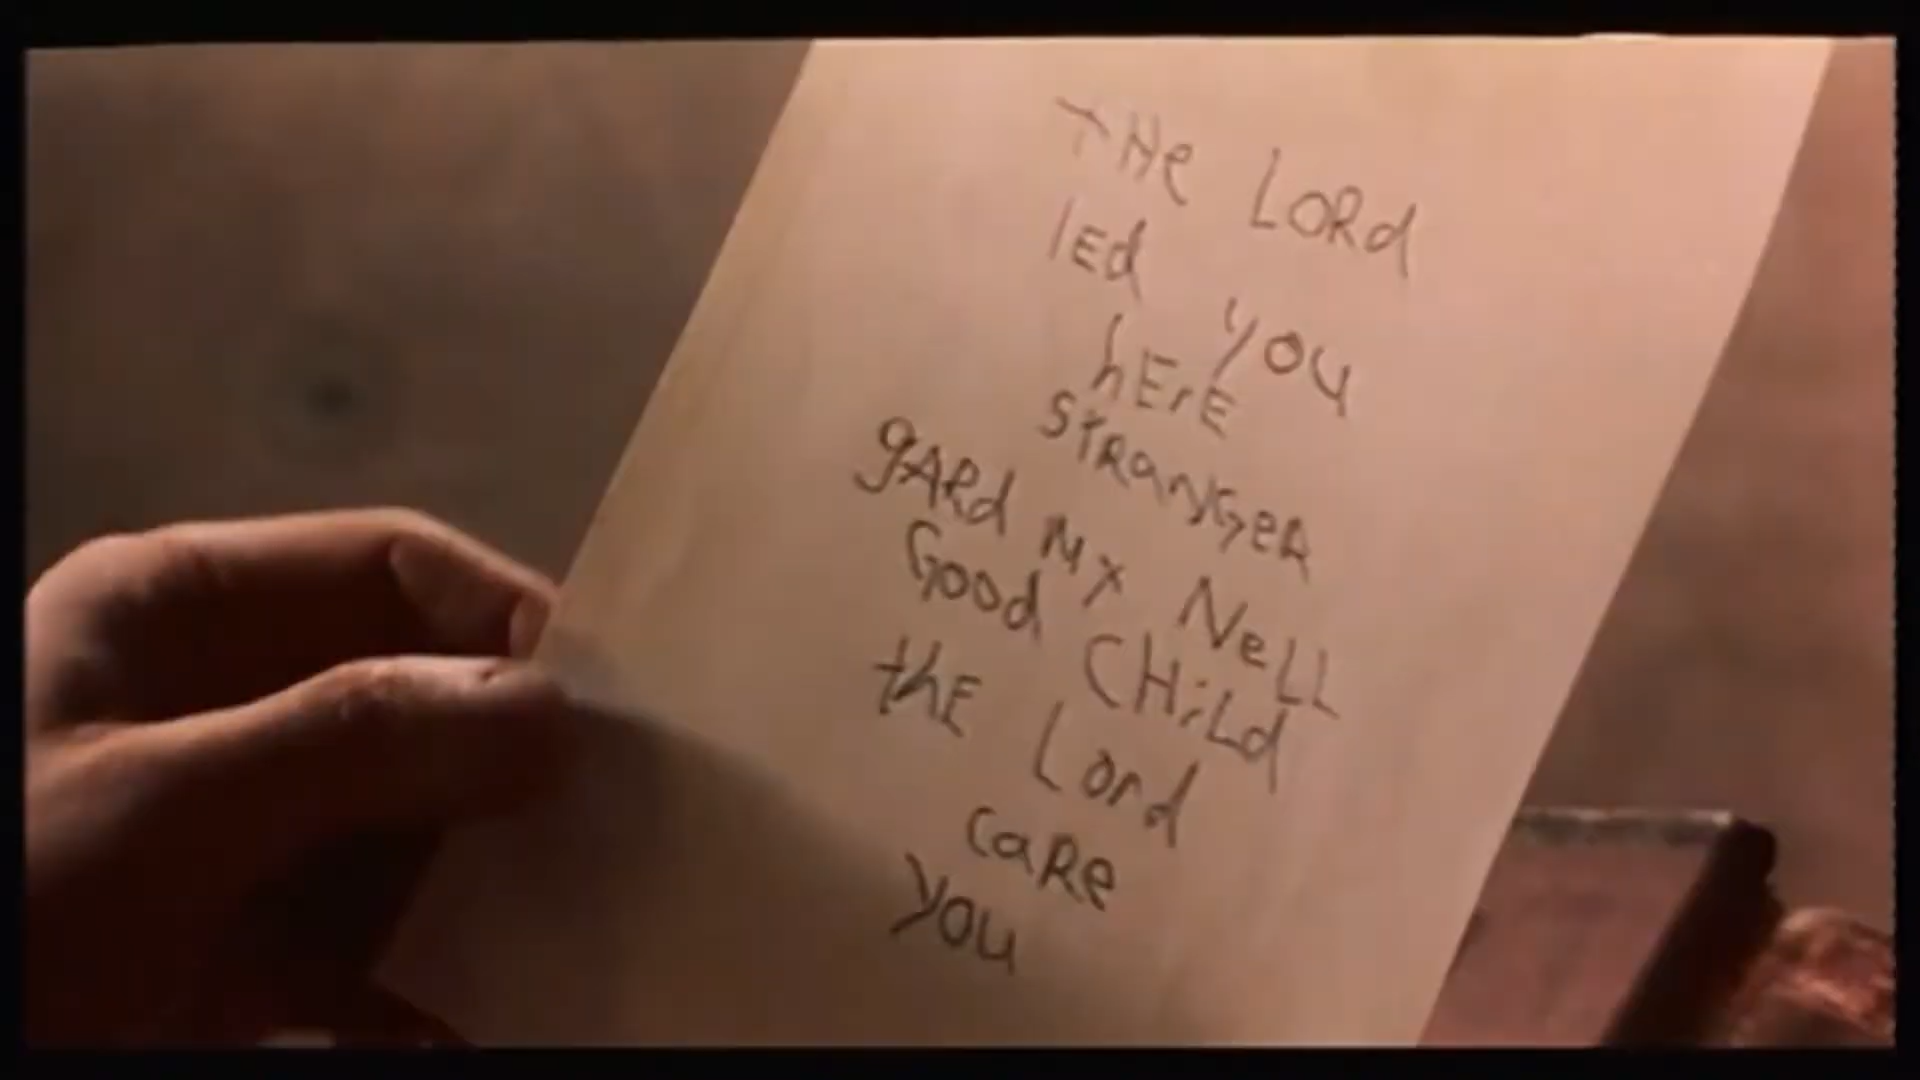 THe LORd
lEd yOU
hErE
STRaNGeR
gARd My NeLL
Good CHiLd
thE Lord
caRe
you